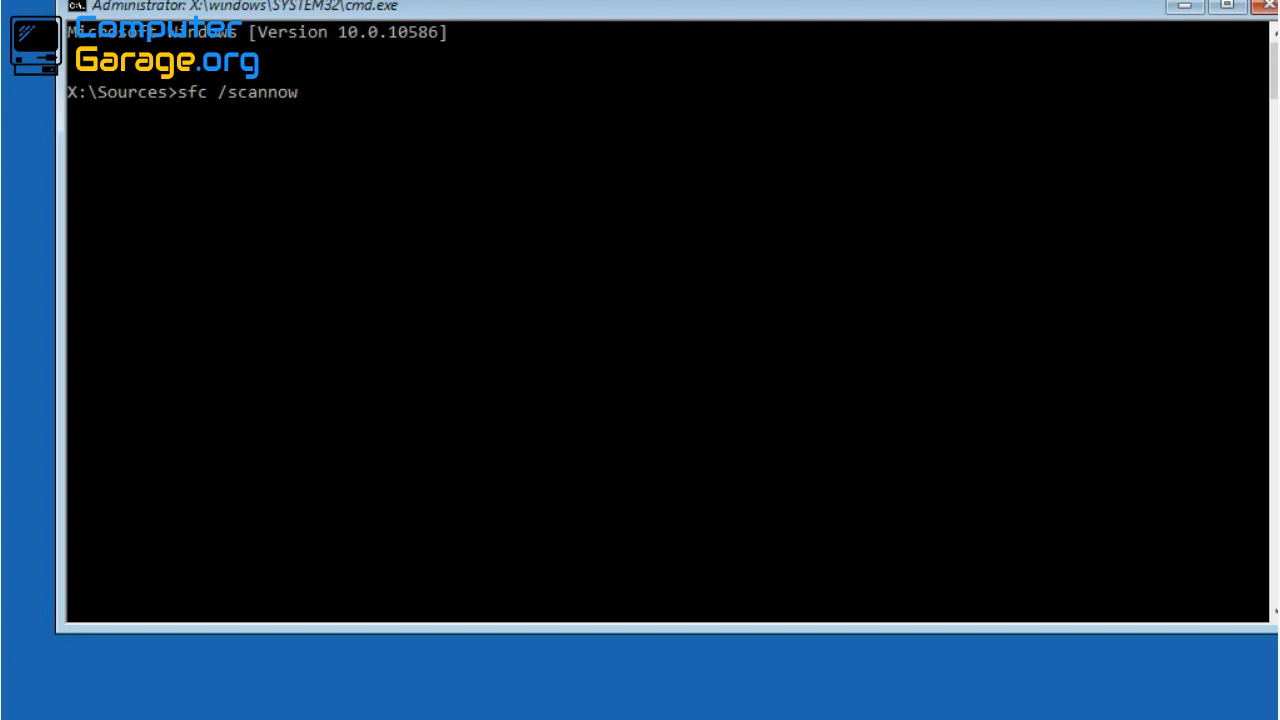 Administrator: X:\windows\SYSTEM32\cmd.exe
Microsoft Windows [Version 10.0.10586]
Computer
Garage.org
X:\Sources>sfc /scannow